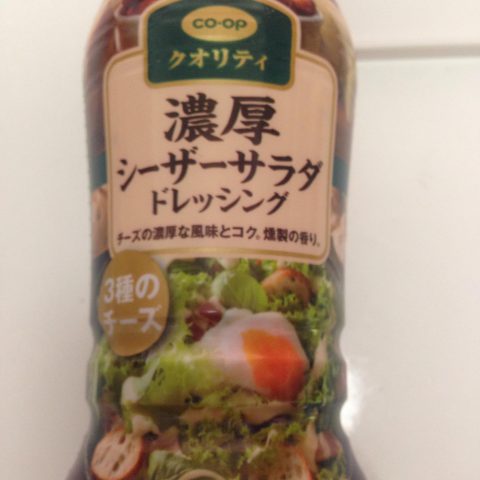 CO-OP
クオリティ
濃厚
シーザーサラダ
ドレッシング
チーズの濃厚な風味とコク。燻製の香り。
3種の
チーズ